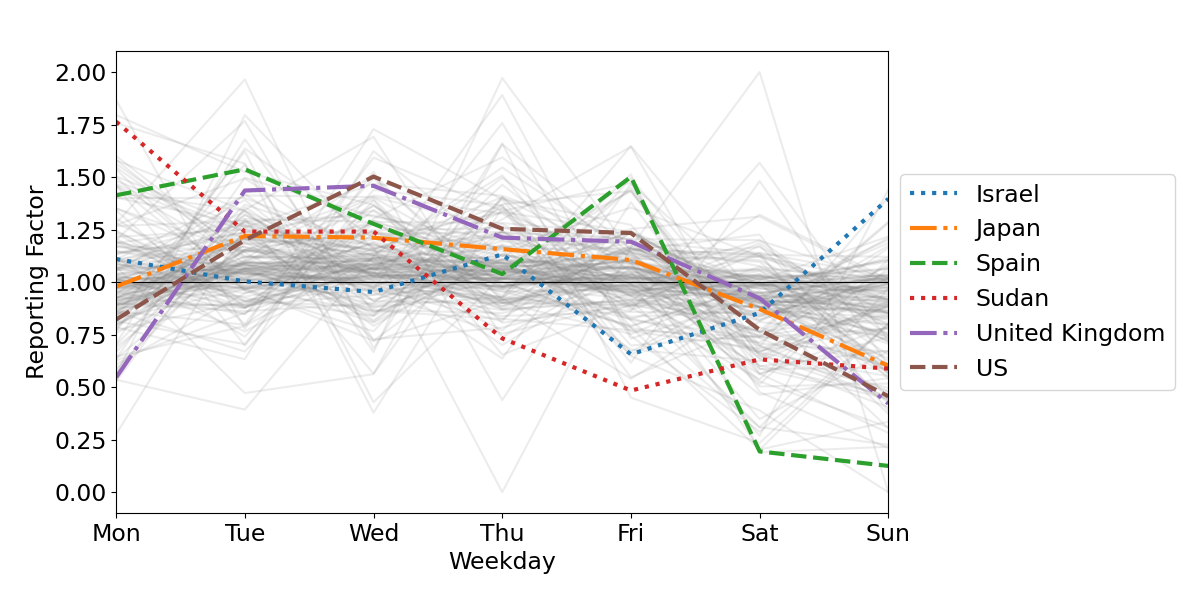 2.00
1.75
1.50
1.25
1.00
0.75
0.50
0.25
0.00
Reporting Factor
Mon Tue Wed Thu Fri Sat Sun
Weekday
Israel
Japan
Spain
Sudan
United Kingdom
US